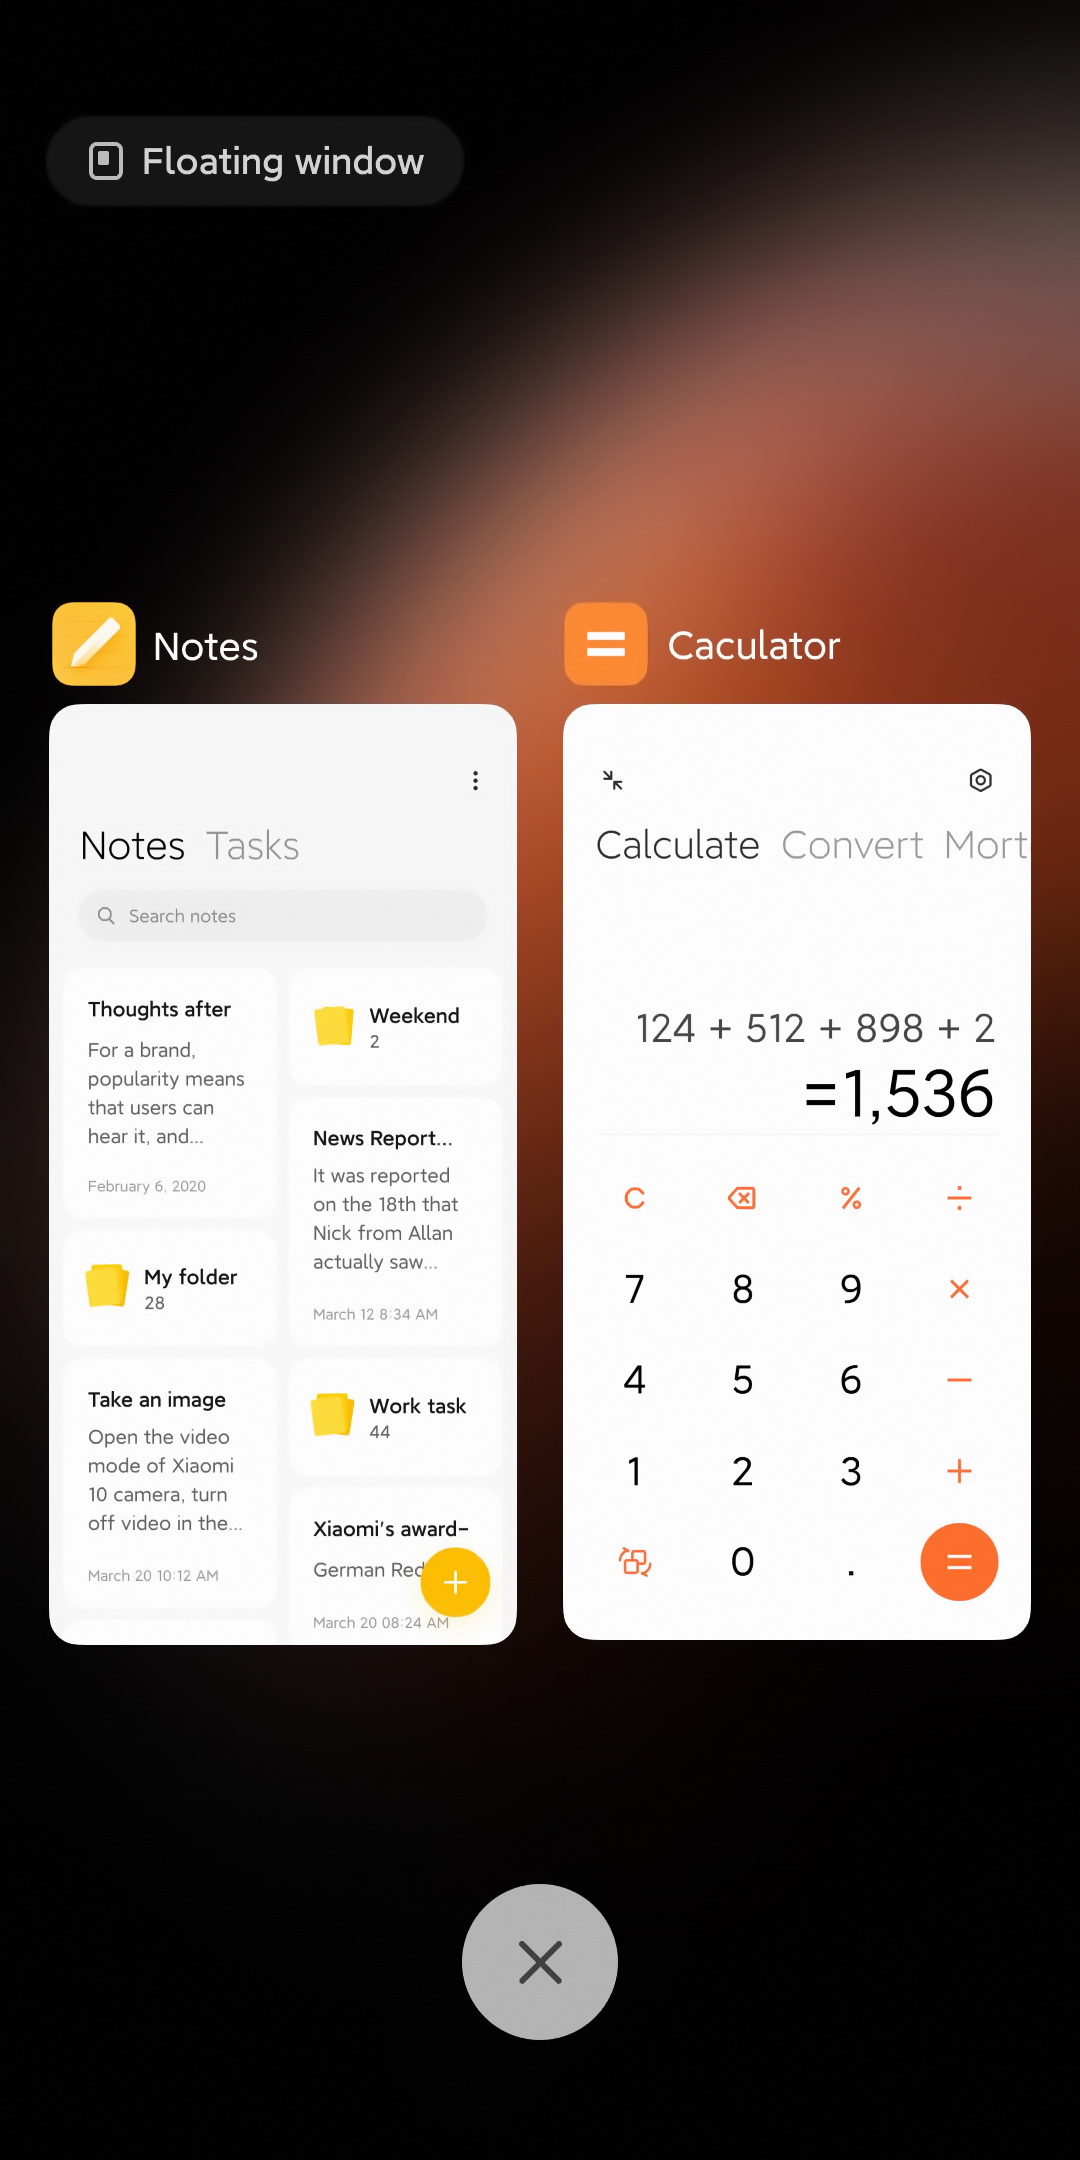 Floating window
Notes
Notes Tasks
Search notes
Thoughts after
For a brand,
popularity means
that users can
hear it, and...
February 6, 2020
My folder
28
Take an image
Open the video
mode of Xiaomi
10 camera, turn
off video in the...
March 20 10:12 AM
Weekend
2
News Report...
It was reported
on the 18th that
Nick from Allan
actually saw...
March 12 8:34 AM
Work task
44
Xiaomi's award-
German Red
March 20 08:24 AM
Caculator
Calculate Convert Mort
124 + 512 + 898 + 2
=1,536
C % ÷
7 8 9 ×
4 5 6 −
1 2 3 +
0 . =